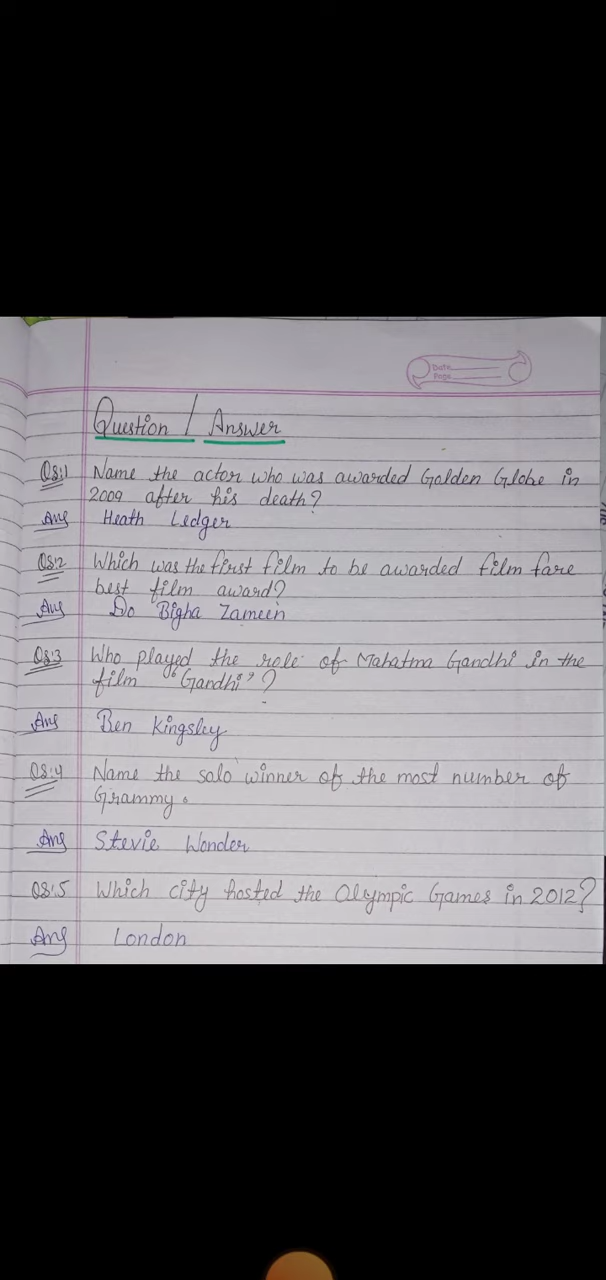 Date
Page
Question / Answer
Qs:1 Name the actor who was awarded Golden Globe in
2009 after his death?
Ans Heath Ledger
Qs:2 Which was the first film to be awarded film fare
best film award?
Ans Do Bigha Zameen
Qs:3 Who played the role of Mahatma Gandhi in the
film "Gandhi"?
Ans Ben Kingsley
Qs:4 Name the solo winner of the most number of
Grammy.
Ans Stevie Wonder
Qs:5 Which city hosted the Olympic Games in 2012?
Ans London